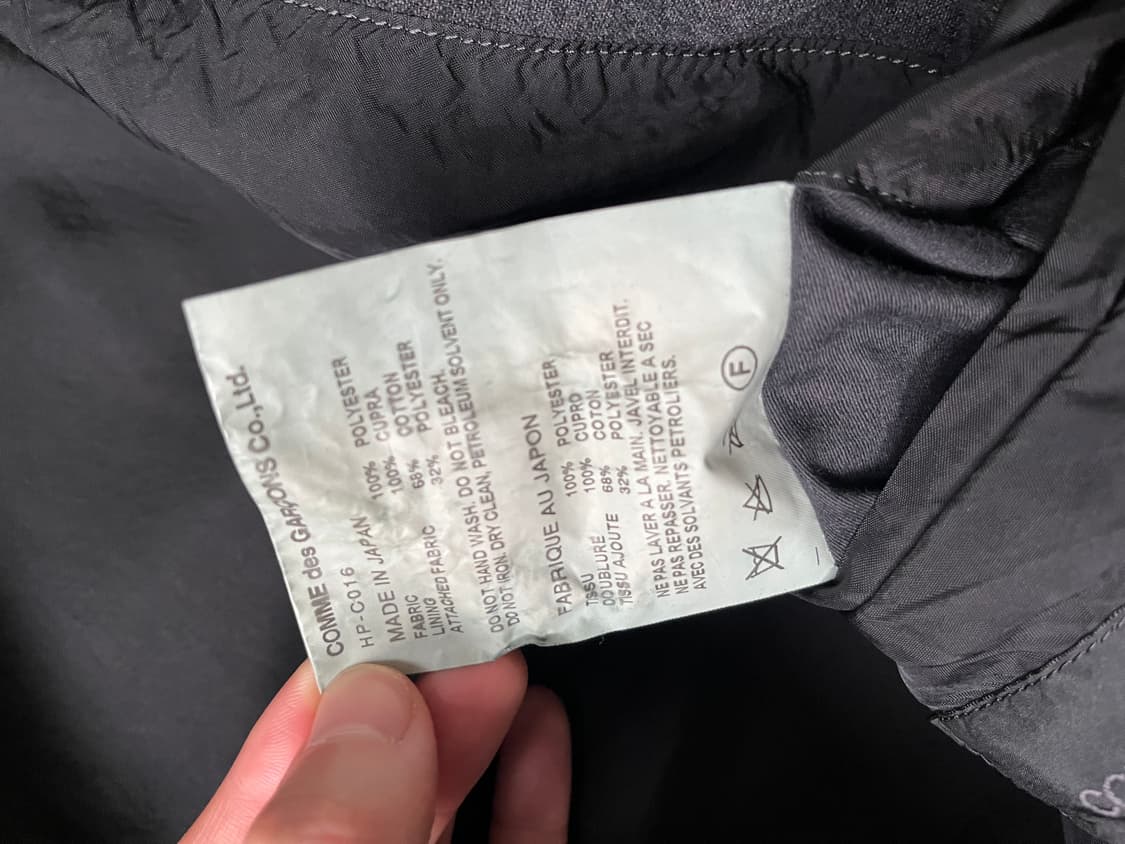 COMME des GARÇONS Co.,Ltd.
HP-C016
MADE IN JAPAN
FABRIC 100% POLYESTER
LINING 100% CUPRA
ATTACHED FABRIC 68% COTTON
32% POLYESTER
DO NOT HAND WASH. DO NOT BLEACH.
DO NOT IRON. DRY CLEAN, PETROLEUM SOLVENT ONLY.
FABRIQUE AU JAPON
TISSU 100% POLYESTER
DOUBLURE 100% CUPRO
TISSU AJOUTE 68% COTON
32% POLYESTER
NE PAS LAVER A LA MAIN. JAVEL INTERDIT.
NE PAS REPASSER. NETTOYABLE A SEC
AVEC DES SOLVANTS PETROLIERS.
F